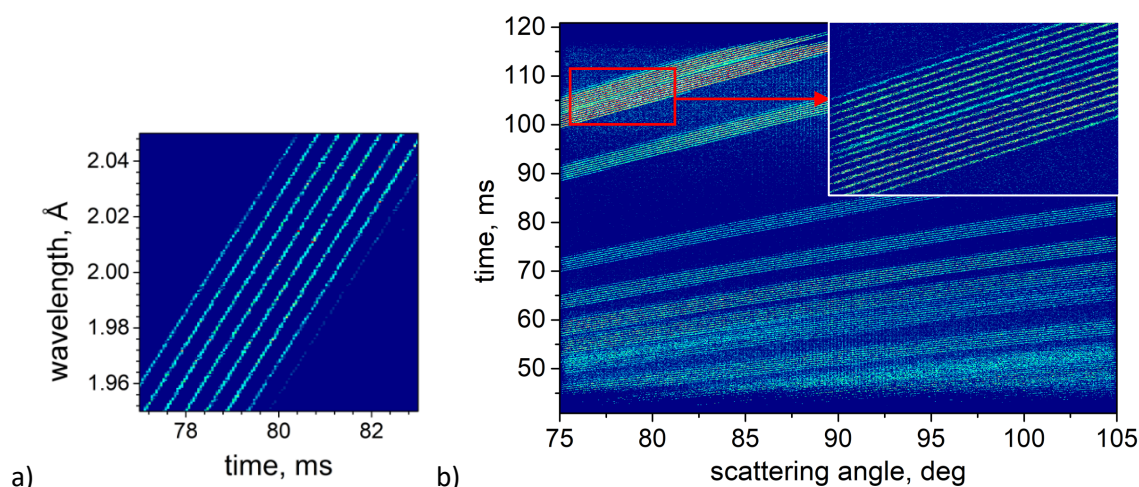 2.04
2.02
2.00
1.98
1.96
wavelength, Å
78 80 82
time, ms
a)
120
110
100
90
80
70
60
50
time, ms
75 80 85 90 95 100 105
scattering angle, deg
b)